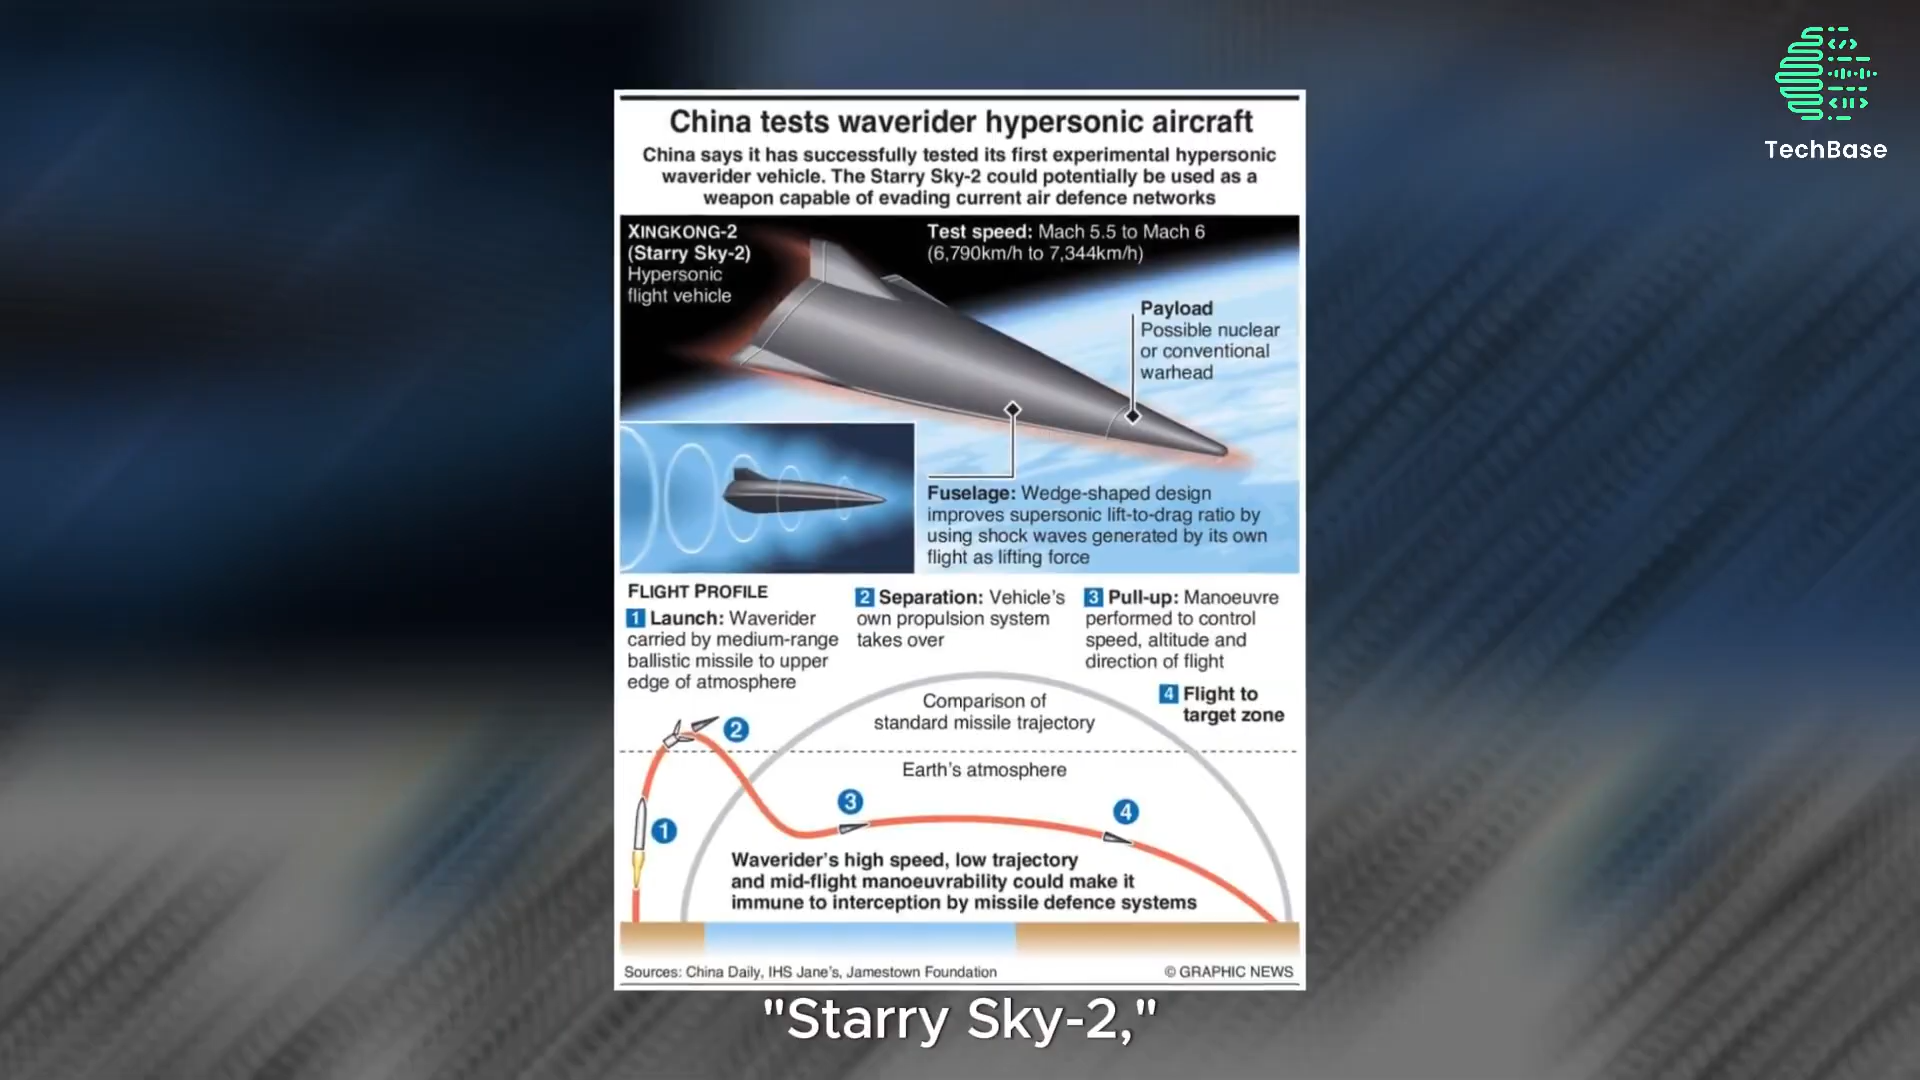 TechBase
China tests waverider hypersonic aircraft
China says it has successfully tested its first experimental hypersonic
waverider vehicle. The Starry Sky-2 could potentially be used as a
weapon capable of evading current air defence networks
XINGKONG-2
(Starry Sky-2)
Hypersonic
flight vehicle
Test speed: Mach 5.5 to Mach 6
(6,790km/h to 7,344km/h)
Payload
Possible nuclear
or conventional
warhead
Fuselage: Wedge-shaped design
improves supersonic lift-to-drag ratio by
using shock waves generated by its own
flight as lifting force
FLIGHT PROFILE
1 Launch: Waverider
carried by medium-range
ballistic missile to upper
edge of atmosphere
2 Separation: Vehicle's
own propulsion system
takes over
3 Pull-up: Manoeuvre
performed to control
speed, altitude and
direction of flight
4 Flight to
target zone
Comparison of
standard missile trajectory
2
Earth's atmosphere
3
4
1
Waverider's high speed, low trajectory
and mid-flight manoeuvrability could make it
immune to interception by missile defence systems
Sources: China Daily, IHS Jane's, Jamestown Foundation
© GRAPHIC NEWS
"Starry Sky-2,"